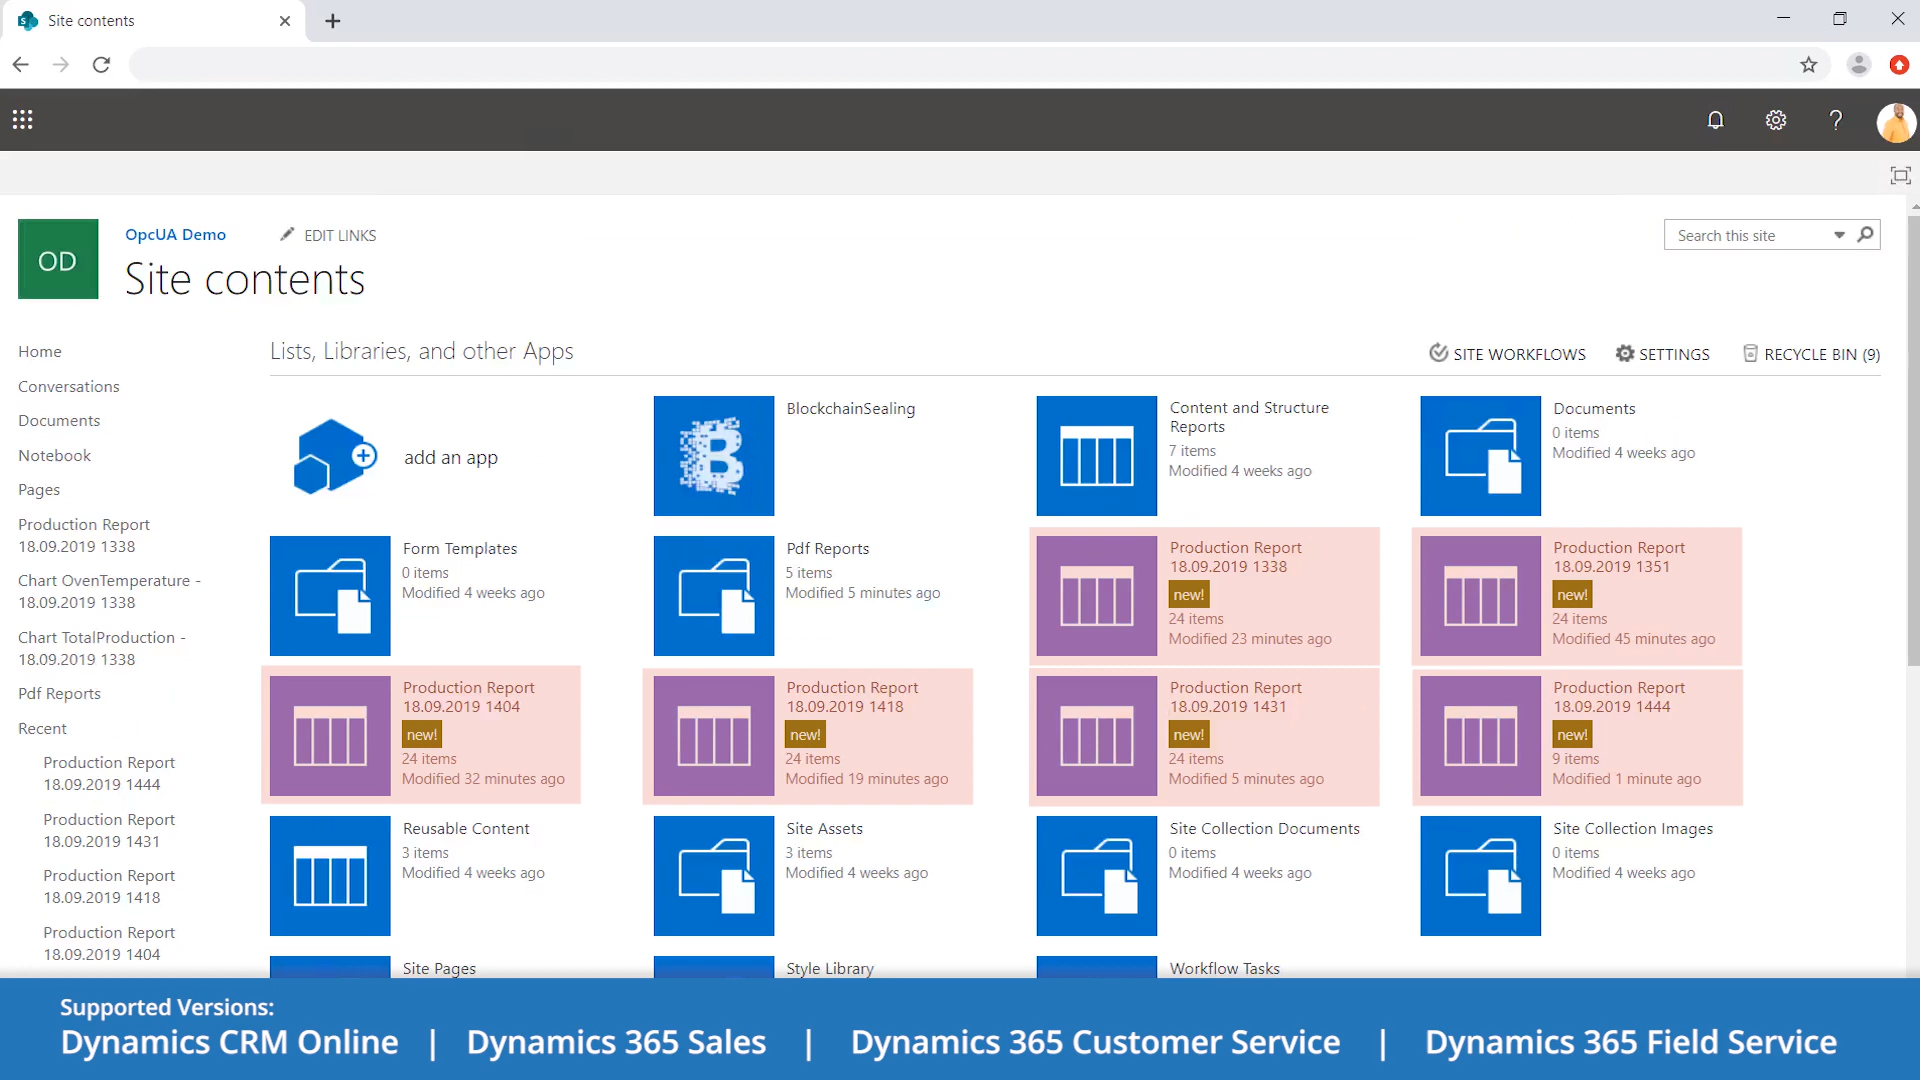 Site contents
OD
OpcUA Demo
EDIT LINKS
Search this site
Site contents
Home
Conversations
Documents
Notebook
Pages
Production Report
18.09.2019 1338
Chart OvenTemperature -
18.09.2019 1338
Chart TotalProduction -
18.09.2019 1338
Pdf Reports
Recent
Production Report
18.09.2019 1444
Production Report
18.09.2019 1431
Production Report
18.09.2019 1418
Production Report
18.09.2019 1404
Lists, Libraries, and other Apps
SITE WORKFLOWS
SETTINGS
RECYCLE BIN (9)
add an app
BlockchainSealing
Content and Structure
Reports
7 items
Modified 4 weeks ago
Documents
0 items
Modified 4 weeks ago
Form Templates
0 items
Modified 4 weeks ago
Pdf Reports
5 items
Modified 5 minutes ago
Production Report
18.09.2019 1338
new!
24 items
Modified 23 minutes ago
Production Report
18.09.2019 1351
new!
24 items
Modified 45 minutes ago
Production Report
18.09.2019 1404
new!
24 items
Modified 32 minutes ago
Production Report
18.09.2019 1418
new!
24 items
Modified 19 minutes ago
Production Report
18.09.2019 1431
new!
24 items
Modified 5 minutes ago
Production Report
18.09.2019 1444
new!
9 items
Modified 1 minute ago
Reusable Content
3 items
Modified 4 weeks ago
Site Assets
3 items
Modified 4 weeks ago
Site Collection Documents
0 items
Modified 4 weeks ago
Site Collection Images
0 items
Modified 4 weeks ago
Site Pages
Style Library
Workflow Tasks
Supported Versions:
Dynamics CRM Online | Dynamics 365 Sales | Dynamics 365 Customer Service | Dynamics 365 Field Service